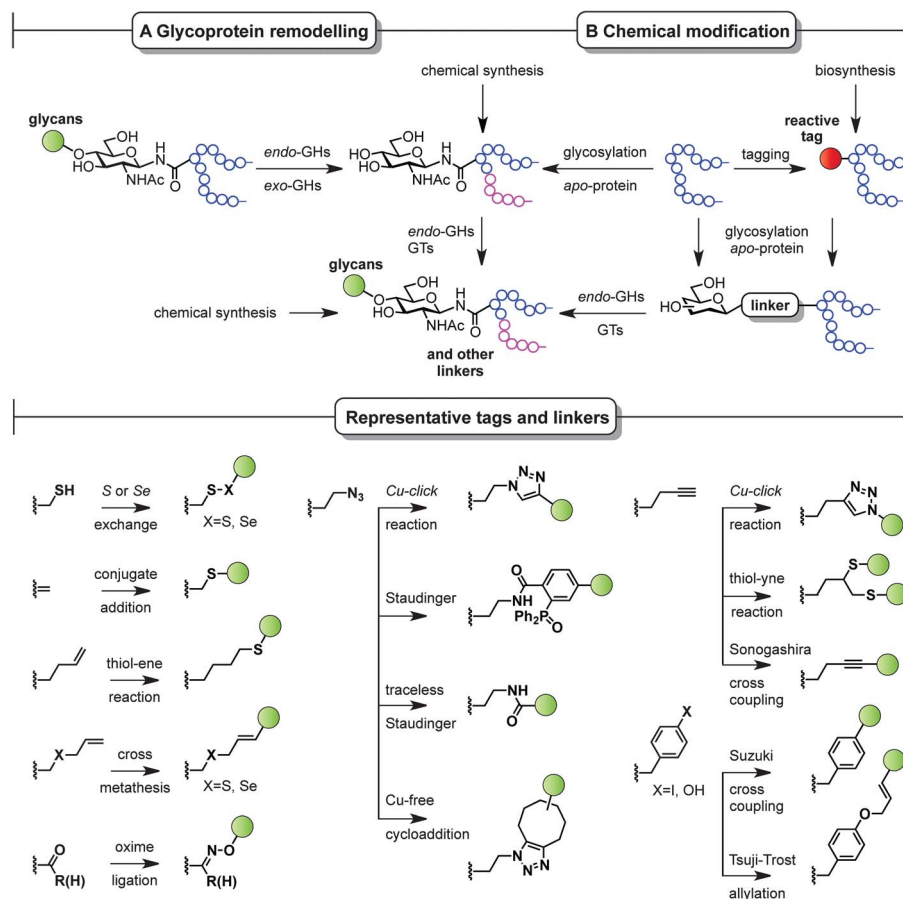 A Glycoprotein remodelling
B Chemical modification
chemical synthesis
biosynthesis
glycans
reactive
tag
OH
O
HO
O
NHAc
H
N
O
endo-GHs
exo-GHs
OH
HO
HO
O
NHAc
H
N
O
glycosylation
apo-protein
tagging
endo-GHs
GTs
glycosylation
apo-protein
glycans
OH
O
HO
O
NHAc
H
N
O
chemical synthesis
and other
linkers
endo-GHs
GTs
HO
HO
O
linker
Representative tags and linkers
SH
S or Se
exchange
S-X
X=S, Se
N3
Cu-click
reaction
N=N
N
Cu-click
reaction
N=N
N
conjugate
addition
S
Staudinger
O
NH
Ph2P=O
thiol-yne
reaction
S
S
thiol-ene
reaction
S
traceless
Staudinger
NH
O
Sonogashira
cross
coupling
X
cross
metathesis
X
X=S, Se
X
X=I, OH
Suzuki
cross
coupling
Cu-free
cycloaddition
N
N=N
O
R(H)
oxime
ligation
N-O
R(H)
Tsuji-Trost
allylation
O